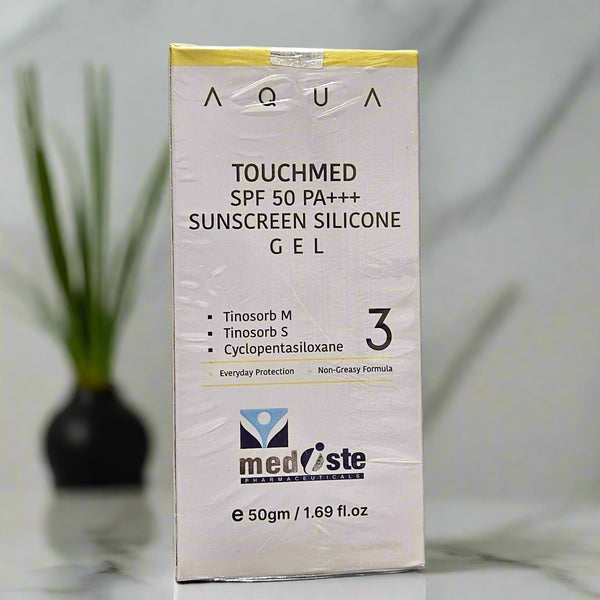 AQUA
TOUCHMED
SPF 50 PA+++
SUNSCREEN SILICONE
GEL
▪ Tinosorb M
▪ Tinosorb S
▪ Cyclopentasiloxane
3
Everyday Protection Non-Greasy Formula
mediste
PHARMACEUTICALS
e 50gm / 1.69 fl.oz